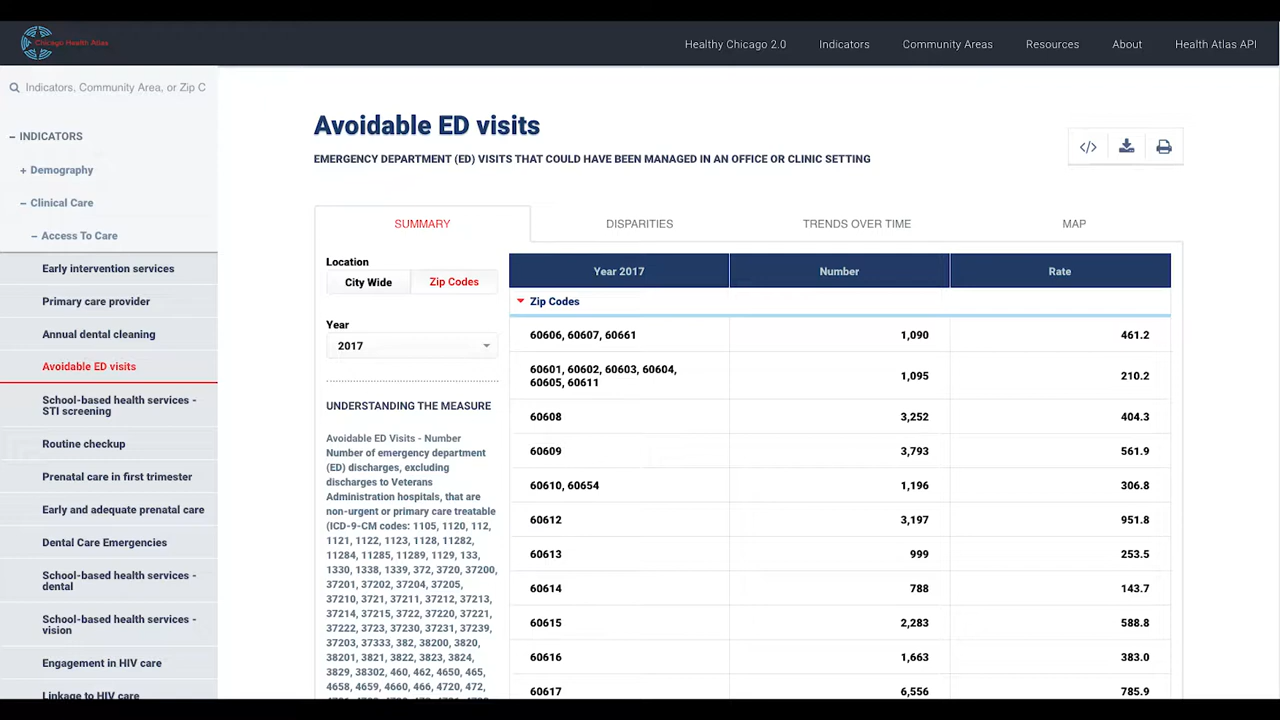 Chicago Health Atlas
Healthy Chicago 2.0
Indicators
Community Areas
Resources
About
Health Atlas API
Indicators, Community Area, or Zip C
− INDICATORS
+ Demography
− Clinical Care
− Access To Care
Early intervention services
Primary care provider
Annual dental cleaning
Avoidable ED visits
School-based health services -
STI screening
Routine checkup
Prenatal care in first trimester
Early and adequate prenatal care
Dental Care Emergencies
School-based health services -
dental
School-based health services -
vision
Engagement in HIV care
Linkage to HIV care
Avoidable ED visits
EMERGENCY DEPARTMENT (ED) VISITS THAT COULD HAVE BEEN MANAGED IN AN OFFICE OR CLINIC SETTING
</>
SUMMARY
DISPARITIES
TRENDS OVER TIME
MAP
Location
City Wide
Zip Codes
Year
2017
UNDERSTANDING THE MEASURE
Avoidable ED Visits - Number
Number of emergency department
(ED) discharges, excluding
discharges to Veterans
Administration hospitals, that are
non-urgent or primary care treatable
(ICD-9-CM codes: 1105, 1120, 112,
1121, 1122, 1123, 1128, 11282,
11284, 11285, 11289, 1129, 133,
1330, 1338, 1339, 372, 3720, 37200,
37201, 37202, 37204, 37205,
37210, 3721, 37211, 37212, 37213,
37214, 37215, 3722, 37220, 37221,
37222, 3723, 37230, 37231, 37239,
37203, 37333, 382, 38200, 3820,
38201, 3821, 3822, 3823, 3824,
3829, 38302, 460, 462, 4650, 465,
4658, 4659, 4660, 466, 4720, 472,
Year 2017 Number Rate
Zip Codes
60606, 60607, 60661 1,090 461.2
60601, 60602, 60603, 60604,
60605, 60611 1,095 210.2
60608 3,252 404.3
60609 3,793 561.9
60610, 60654 1,196 306.8
60612 3,197 951.8
60613 999 253.5
60614 788 143.7
60615 2,283 588.8
60616 1,663 383.0
60617 6,556 785.9